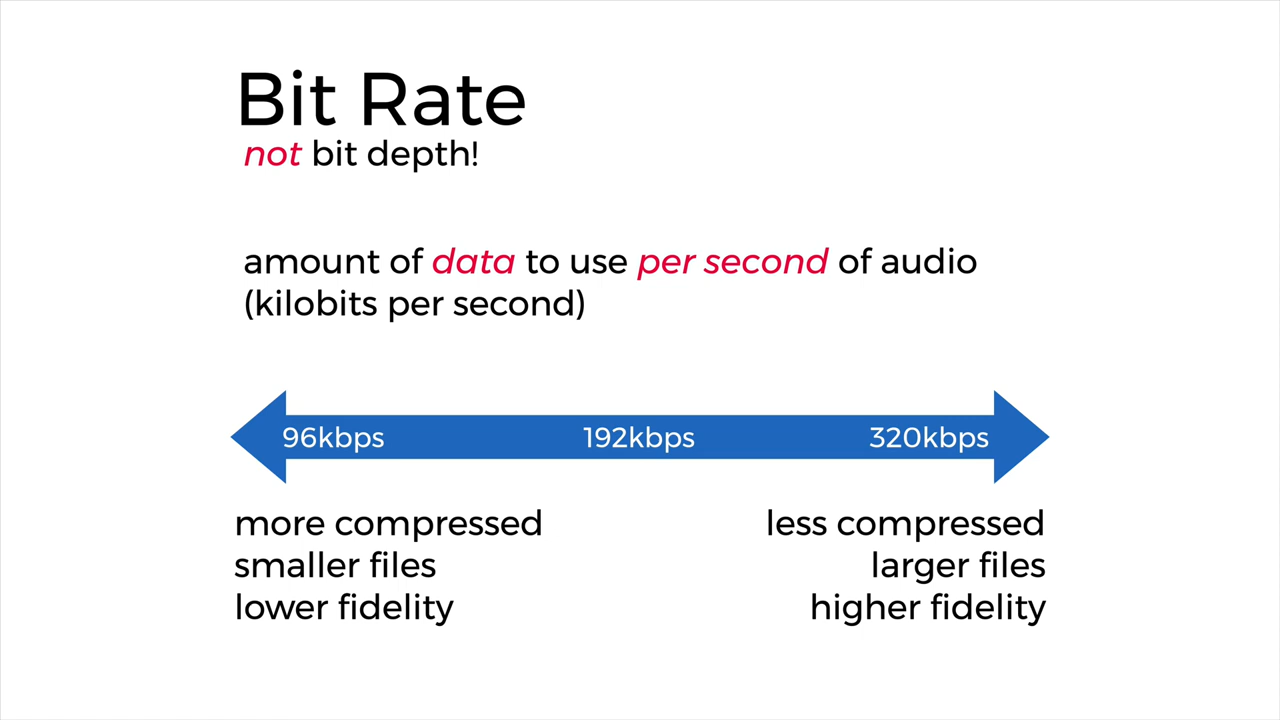 Bit Rate
not bit depth!
amount of data to use per second of audio
(kilobits per second)
96kbps 192kbps 320kbps
more compressed less compressed
smaller files larger files
lower fidelity higher fidelity